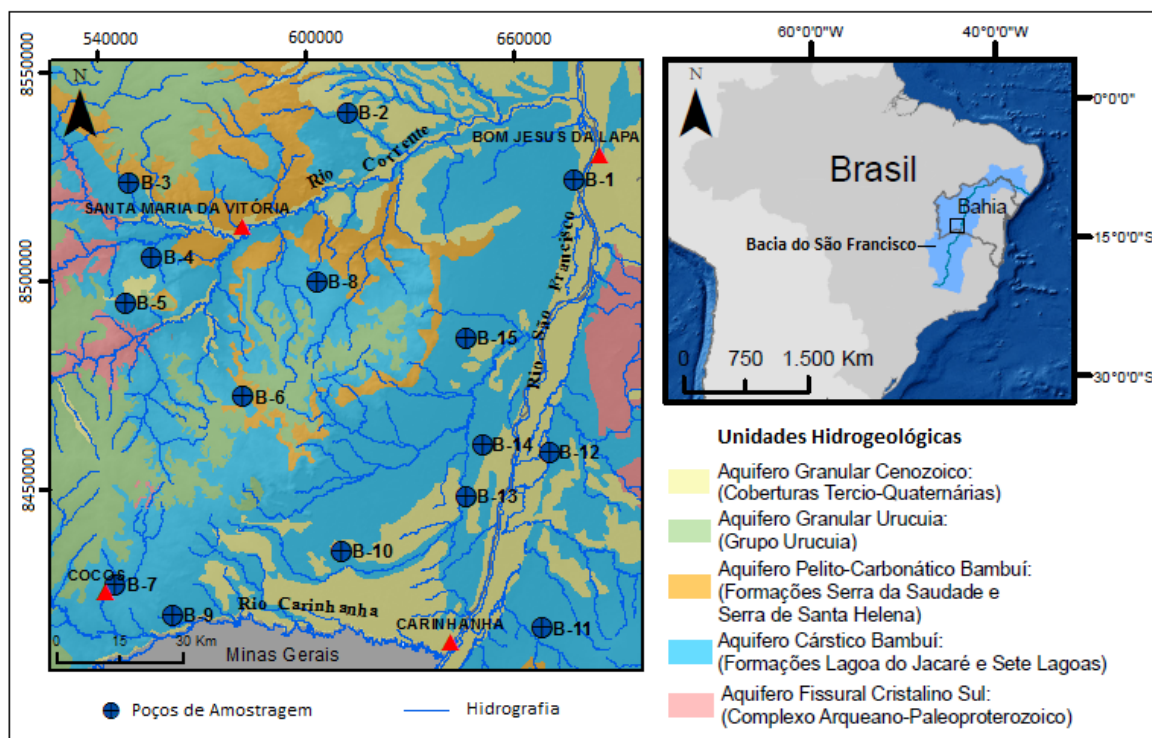 540000
600000
660000
8550000
8500000
8450000
N
B-2
BOM JESUS DA LAPA
Rio Corrente
B-1
B-3
SANTA MARIA DA VITÓRIA
B-4
B-8
B-5
Rio São Francisco
B-15
B-6
B-14
B-12
B-13
B-10
COCOS
B-7
B-9
Rio Carinhanha
CARINHANHA
B-11
0 15 30 Km
Minas Gerais
Poços de Amostragem
Hidrografia
60°0'0"
40°0'0"
N
0°0'0"
Brasil
Bahia
Bacia do São Francisco
15°0'0"S
0 750 1.500 Km
30°0'0"S
Unidades Hidrogeológicas
Aquifero Granular Cenozoico:
(Coberturas Tercio-Quaternárias)
Aquifero Granular Urucuia:
(Grupo Urucuia)
Aquifero Pelito-Carbonático Bambuí:
(Formações Serra da Saudade e
Serra de Santa Helena)
Aquifero Cárstico Bambuí:
(Formações Lagoa do Jacaré e Sete Lagoas)
Aquifero Fissural Cristalino Sul:
(Complexo Arqueano-Paleoproterozoico)